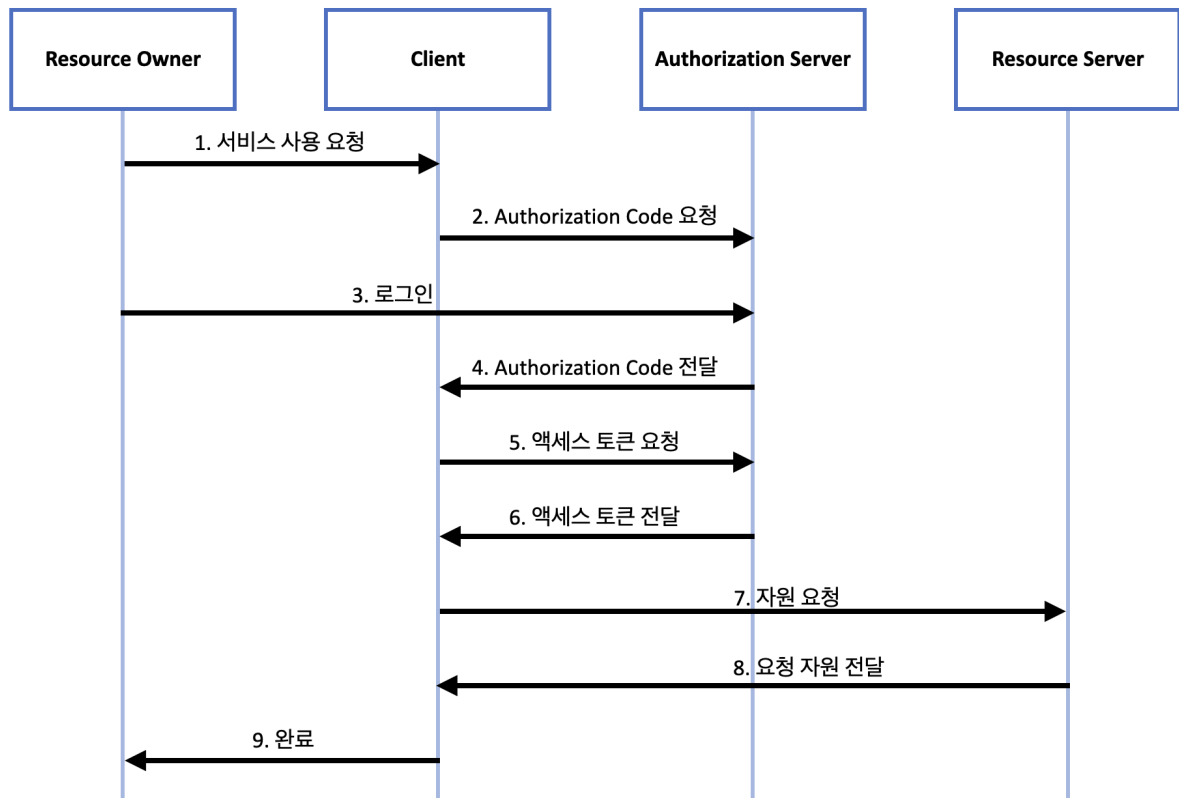 Resource Owner
Client
Authorization Server
Resource Server
1. 서비스 사용 요청
2. Authorization Code 요청
3. 로그인
4. Authorization Code 전달
5. 액세스 토큰 요청
6. 액세스 토큰 전달
7. 자원 요청
8. 요청 자원 전달
9. 완료